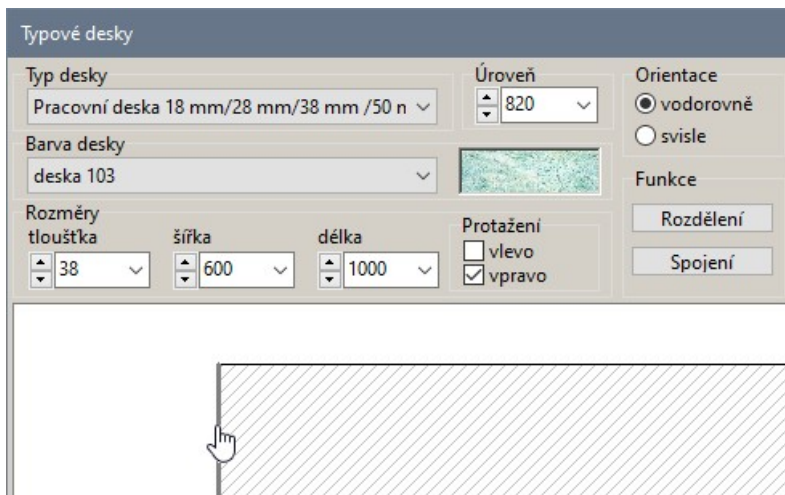 Typové desky
Typ desky
Pracovní deska 18 mm/28 mm/38 mm /50 n
Úroveň
820
Orientace
vodorovně
svisle
Barva desky
deska 103
Funkce
Rozdělení
Spojení
Rozměry
tloušťka šířka délka
38 600 1000
Protažení
vlevo
vpravo